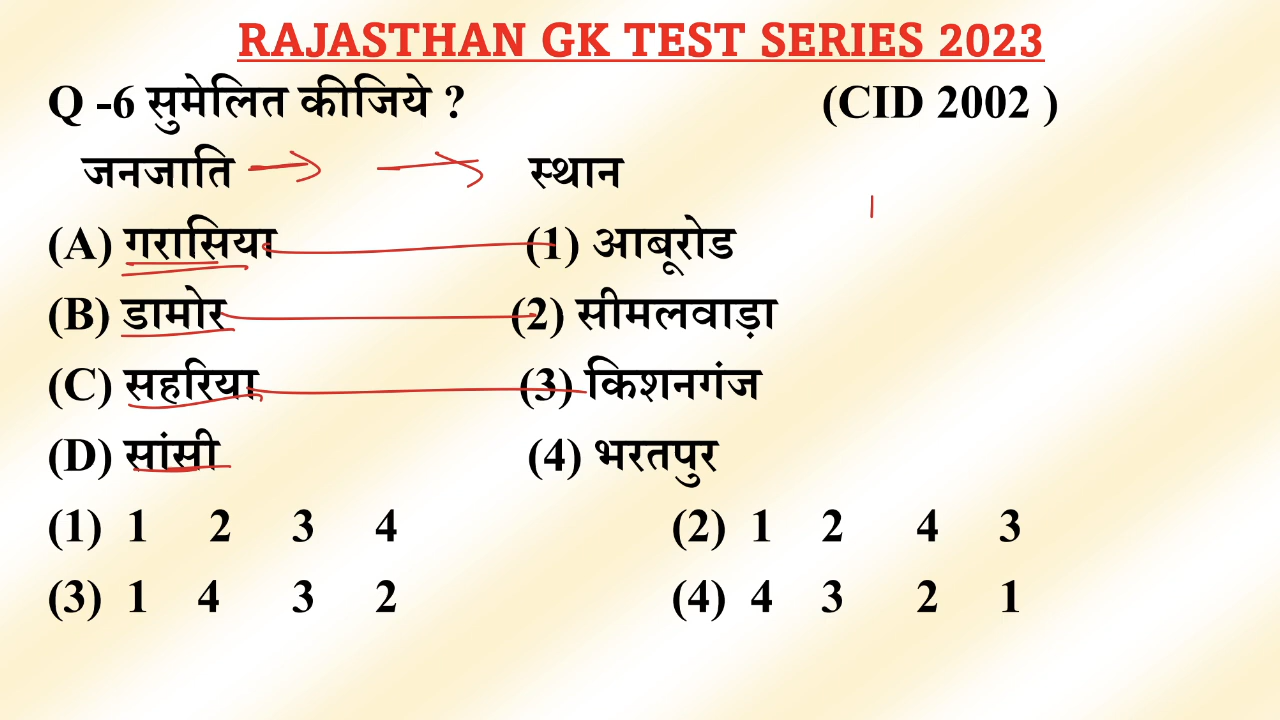 RAJASTHAN GK TEST SERIES 2023
Q -6 सुमेलित कीजिये ? (CID 2002 )
जनजाति स्थान
(A) गरासिया (1) आबूरोड
(B) डामोर (2) सीमलवाड़ा
(C) सहरिया (3) किशनगंज
(D) सांसी (4) भरतपुर
(1) 1 2 3 4 (2) 1 2 4 3
(3) 1 4 3 2 (4) 4 3 2 1